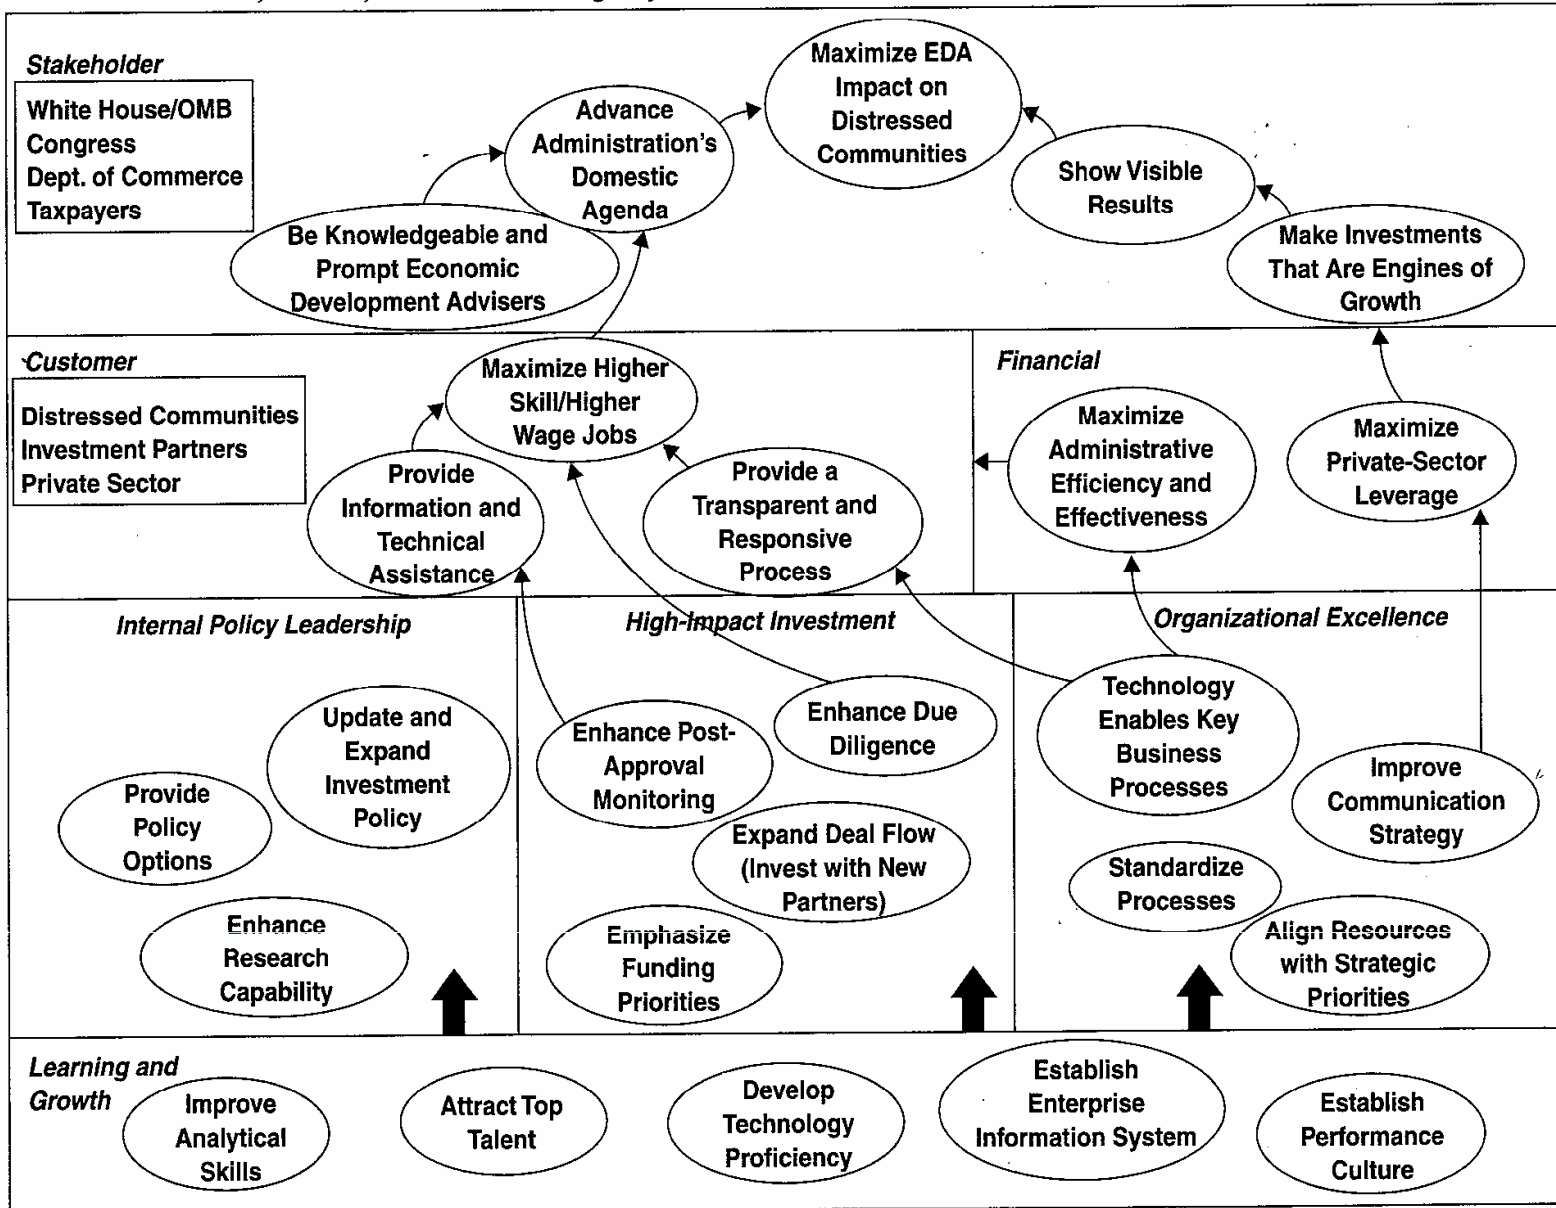 Stakeholder
White House/OMB
Congress
Dept. of Commerce
Taxpayers
Maximize EDA
Impact on
Distressed
Communities
Advance
Administration's
Domestic
Agenda
Show Visible
Results
Be Knowledgeable and
Prompt Economic
Development Advisers
Make Investments
That Are Engines of
Growth
Customer
Distressed Communities
Investment Partners
Private Sector
Maximize Higher
Skill/Higher
Wage Jobs
Provide
Information and
Technical
Assistance
Provide a
Transparent and
Responsive
Process
Financial
Maximize
Administrative
Efficiency and
Effectiveness
Maximize
Private-Sector
Leverage
Internal Policy Leadership
Update and
Expand
Investment
Policy
Provide
Policy
Options
Enhance
Research
Capability
High-Impact Investment
Enhance Due
Diligence
Enhance Post-
Approval
Monitoring
Expand Deal Flow
(Invest with New
Partners)
Emphasize
Funding
Priorities
Organizational Excellence
Technology
Enables Key
Business
Processes
Improve
Communication
Strategy
Standardize
Processes
Align Resources
with Strategic
Priorities
Learning and
Growth
Improve
Analytical
Skills
Attract Top
Talent
Develop
Technology
Proficiency
Establish
Enterprise
Information System
Establish
Performance
Culture